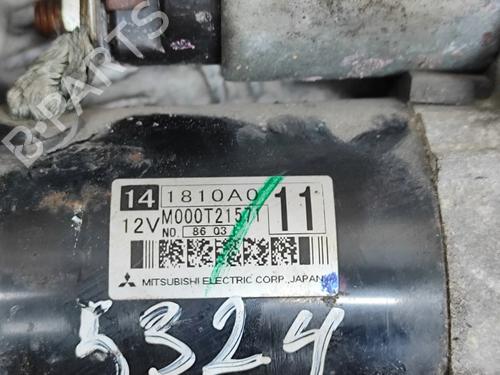 B-PARTS
14 1810A0 11
12V M000T21571
NO. 86 03
MITSUBISHI ELECTRIC CORP., JAPAN
5324